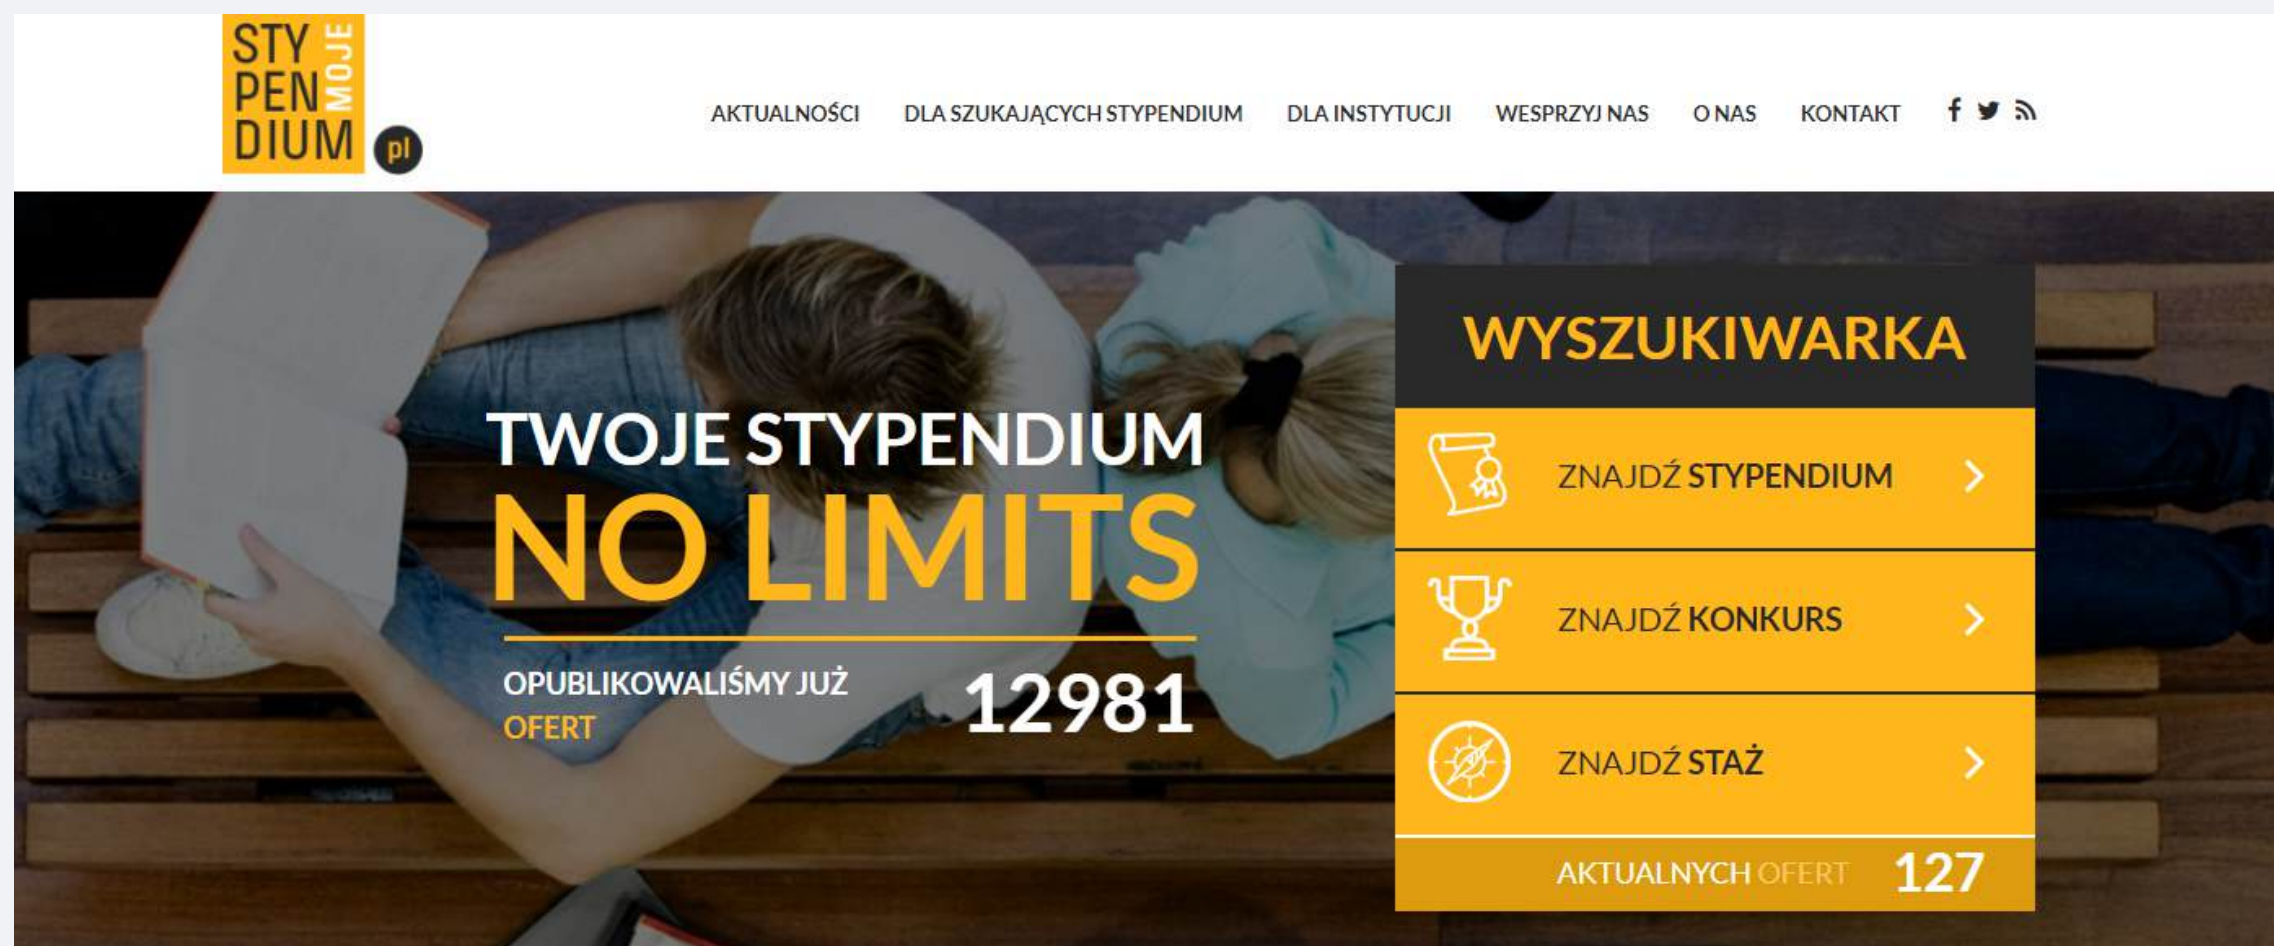 STY
PEN
DIUM
MOJE
pl
AKTUALNOŚCI DLA SZUKAJĄCYCH STYPENDIUM DLA INSTYTUCJI WESPRZYJ NAS O NAS KONTAKT
TWOJE STYPENDIUM
NO LIMITS
OPUBLIKOWALIŚMY JUŻ
OFERT
12981
WYSZUKIWARKA
ZNAJDŹ STYPENDIUM
ZNAJDŹ KONKURS
ZNAJDŹ STAŻ
AKTUALNYCH OFERT 127